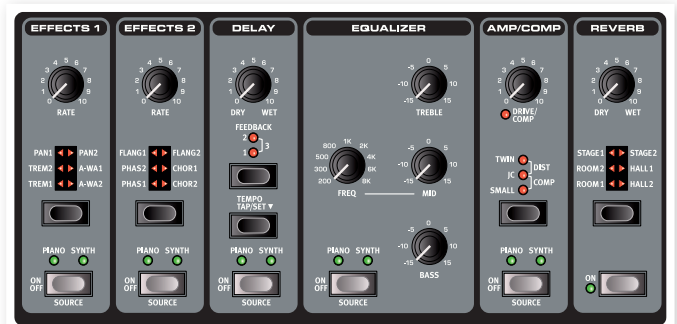 EFFECTS 1
5
4 6
3 7
2 8
1 9
0 10
RATE
PAN1 PAN2
TREM2 A-WA1
TREM1 A-WA2
PIANO SYNTH
ON
OFF
SOURCE
EFFECTS 2
5
4 6
3 7
2 8
1 9
0 10
RATE
FLANG1 FLANG2
PHAS2 CHOR1
PHAS1 CHOR2
PIANO SYNTH
ON
OFF
SOURCE
DELAY
5
4 6
3 7
2 8
1 9
0 10
DRY WET
FEEDBACK
2
1 3
TEMPO
TAP/SET ▼
PIANO SYNTH
ON
OFF
SOURCE
EQUALIZER
0
-5 5
-10 10
-15 15
TREBLE
1K
800 2K
500 4K
300 6K
200 8K
FREQ
0
-5 5
-10 10
-15 15
MID
0
-5 5
-10 10
-15 15
BASS
PIANO SYNTH
ON
OFF
SOURCE
AMP/COMP
5
4 6
3 7
2 8
1 9
0 10
DRIVE/
COMP
TWIN
DIST
JC
COMP
SMALL
PIANO SYNTH
ON
OFF
SOURCE
REVERB
5
4 6
3 7
2 8
1 9
0 10
DRY WET
STAGE1 STAGE2
ROOM2 HALL1
ROOM1 HALL2
ON
OFF